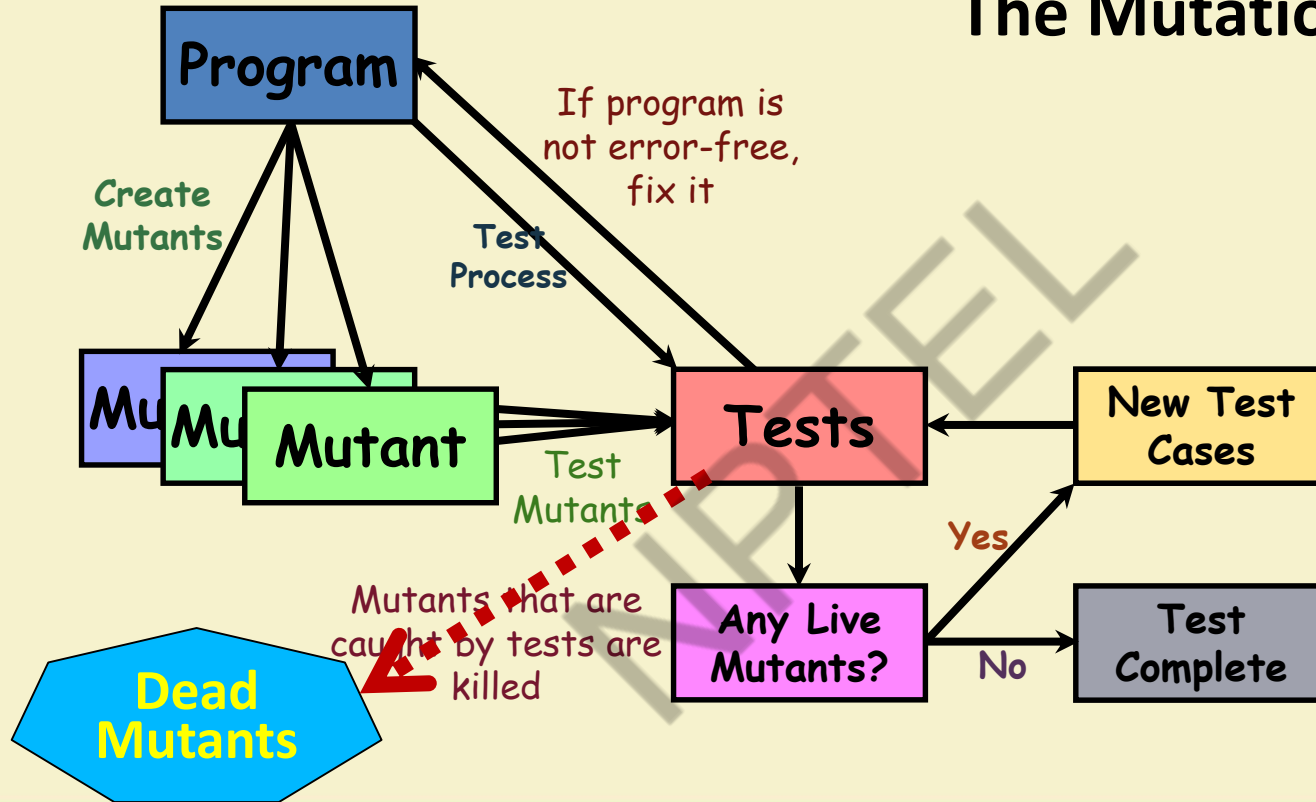 The Mutatio
Program
If program is
not error-free,
fix it
Create
Mutants
Test
Process
Mu
Mu
Mutant
Tests
New Test
Cases
Test
Mutants
Yes
Mutants that are
caught by tests are
killed
Any Live
Mutants?
No
Test
Complete
Dead
Mutants
NPTEL